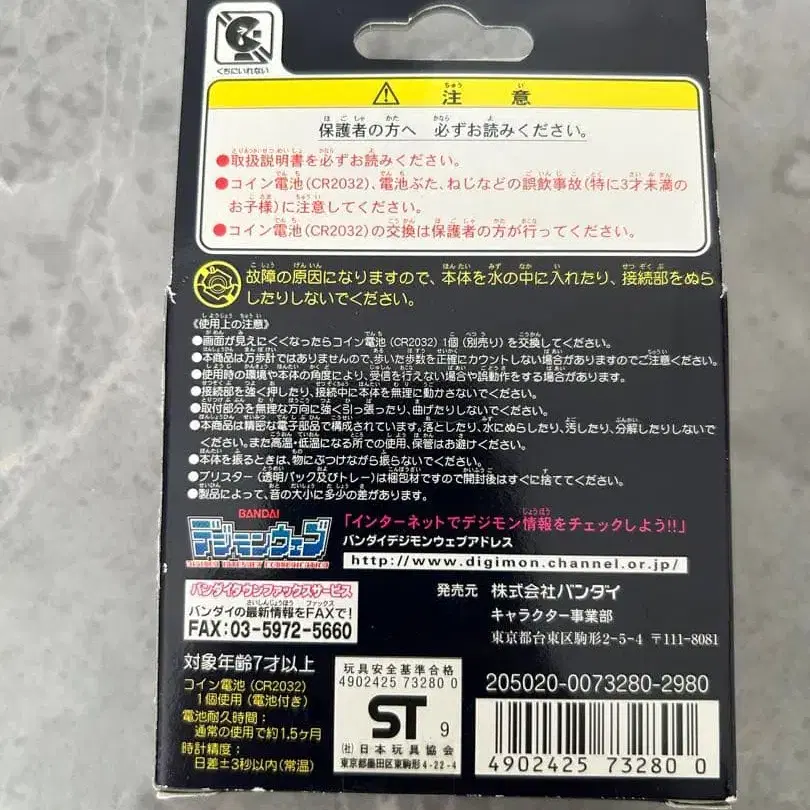 くちにいれない
⚠ 注意
保護者の方へ 必ずお読みください。
●取扱説明書を必ずお読みください。
●コイン電池(CR2032)、電池ぶた、ねじなどの誤飲事故(特に3才未満の
お子様)に注意してください。
●コイン電池(CR2032)の交換は保護者の方が行ってください。
故障の原因になりますので、本体を水の中に入れたり、接続部をぬら
したりしないでください。
《使用上の注意》
●画面が見えにくくなったらコイン電池(CR2032)1個(別売り)を交換してください。
●本商品は万歩計ではありませんので、歩いた歩数を正確にカウントしない場合がありますのでご注意ください。
●使用時の環境や本体の角度により、受信を行えない場合や誤動作をする場合があります。
●接続部を強く押したり、接続中に本体を無理に動かさないでください。
●取付部分を無理な方向に強く引っ張ったり、曲げたりしないでください。
●本商品は精密な電子部品で構成されています。落としたり、水にぬらしたり、汚したり、分解したりしないで
ください。また高温・低温になる所での使用、保管はお避けください。
●本体を振るときは、物にぶつけながら振らないでください。
●ブリスター(透明パック及びトレー)は梱包材ですので開封後はすぐに捨ててください。
●製品によって、音の大小に多少の差があります。
BANDAI
デジモンウェブ
「インターネットでデジモン情報をチェックしよう!!」
バンダイデジモンウェブアドレス
http://www.digimon.channel.or.jp/
バンダイタウンファックスサービス
バンダイの最新情報をFAXで!
FAX:03-5972-5660
発売元 株式会社バンダイ
キャラクター事業部
東京都台東区駒形2-5-4 〒111-8081
対象年齢7才以上
コイン電池(CR2032)
1個使用(電池付き)
電池耐久時間:
通常の使用で約1.5ヶ月
時計精度:
日差±3秒以内(常温)
玩具安全基準合格
4902425 73280 0
ST 9
(社)日本玩具協会
東京都墨田区東駒形4-22-4
205020-0073280-2980
4902425 732800